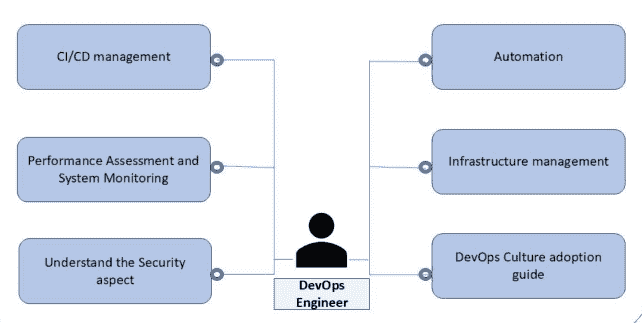 CI/CD management
Automation
Performance Assessment and
System Monitoring
Infrastructure management
Understand the Security
aspect
DevOps Culture adoption
guide
DevOps
Engineer